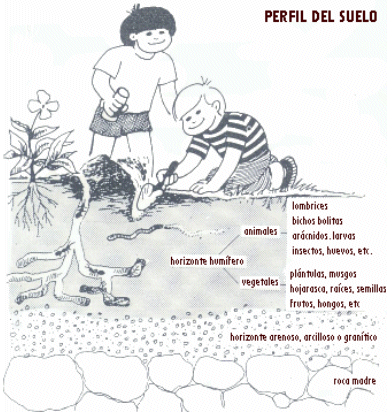 PERFIL DEL SUELO
lombrices
bichos bolitas
animales
arácnidos. larvas
insectos, huevos, etc.
horizonte humífero
vegetales
plántulas, musgos
hojarasca, raíces, semillas
frutos, hongos, etc
horizonte arenoso, arcilloso o granítico
roca madre